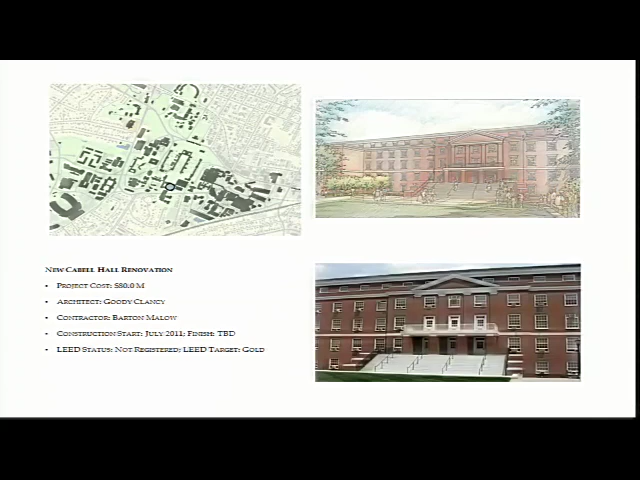 New Cabell Hall Renovation
• Project Cost: $80.0 M
• Architect: Goody Clancy
• Contractor: Barton Malow
• Construction Start: July 2011; Finish: TBD
• LEED Status: Not Registered; LEED Target: Gold